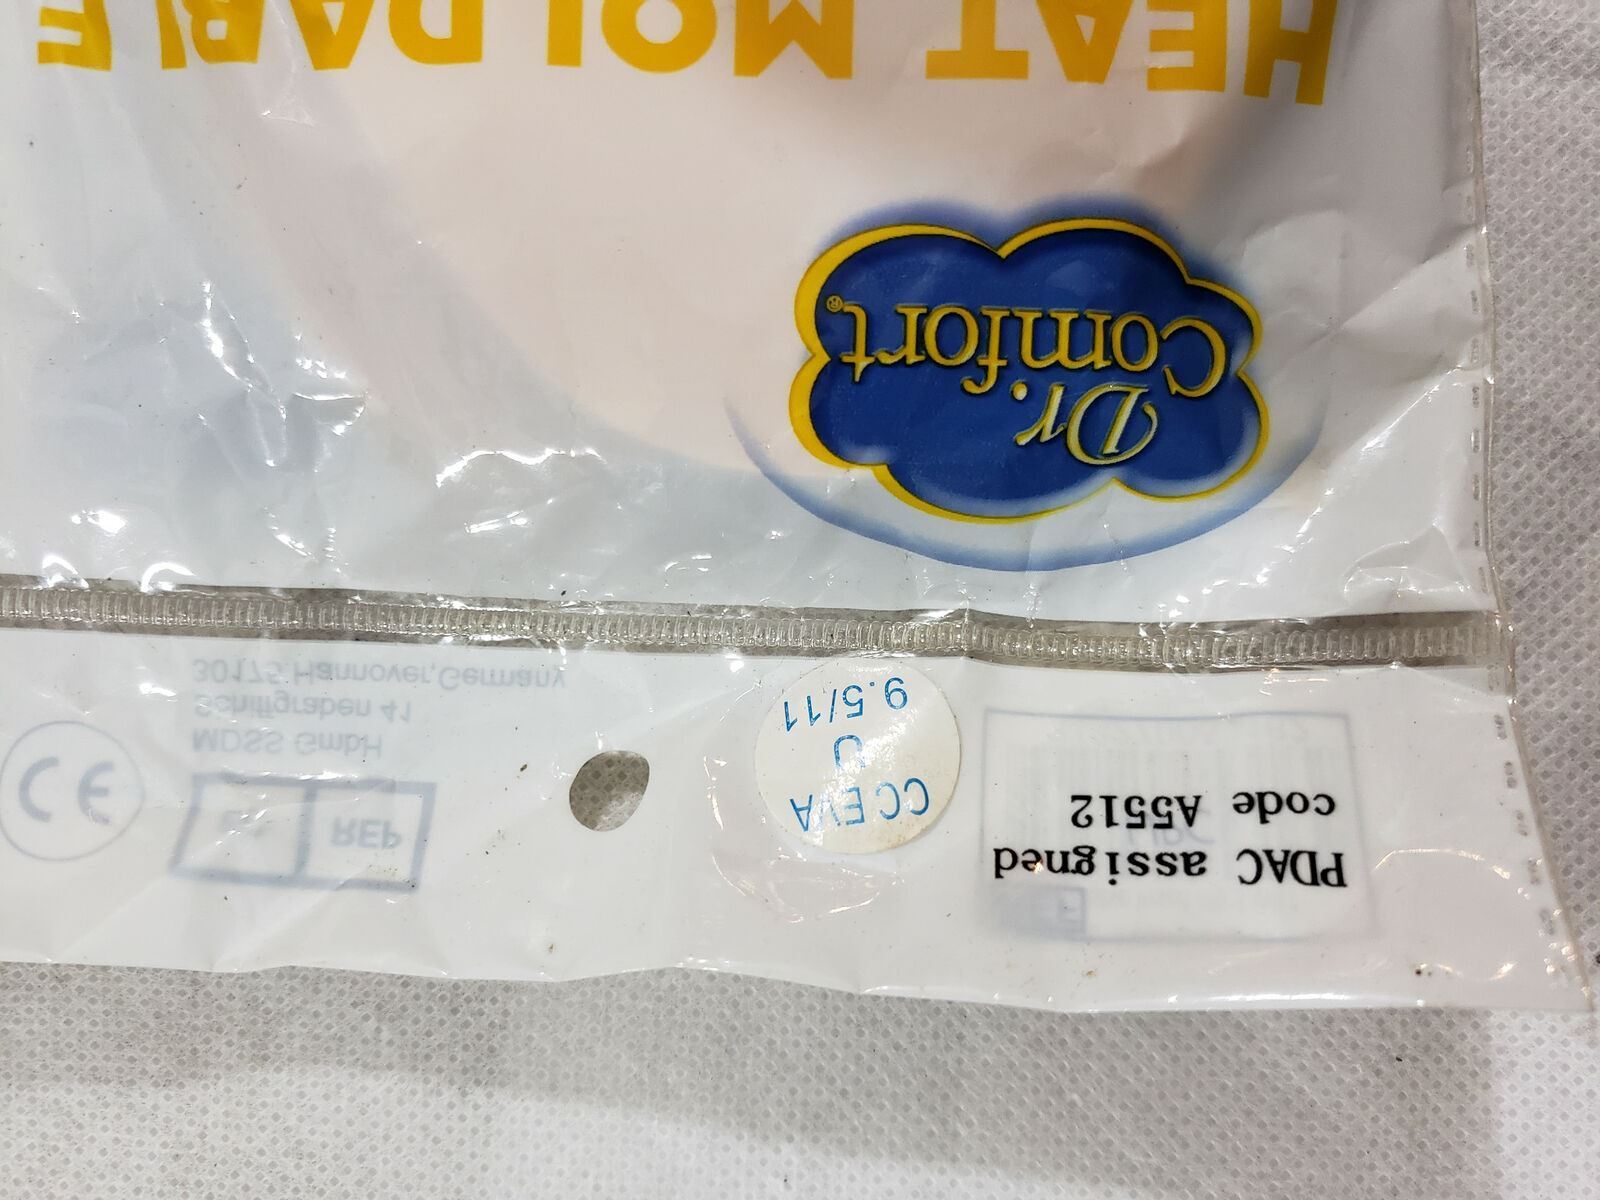 PDAC assigned
code A5512
CC EVA
U
9.5/11
REP
MDSS GmbH
Schiffgraben 41
30175 Hannover, Germany
CE
Dr.
Comfort®
HEAT MOLDABLE